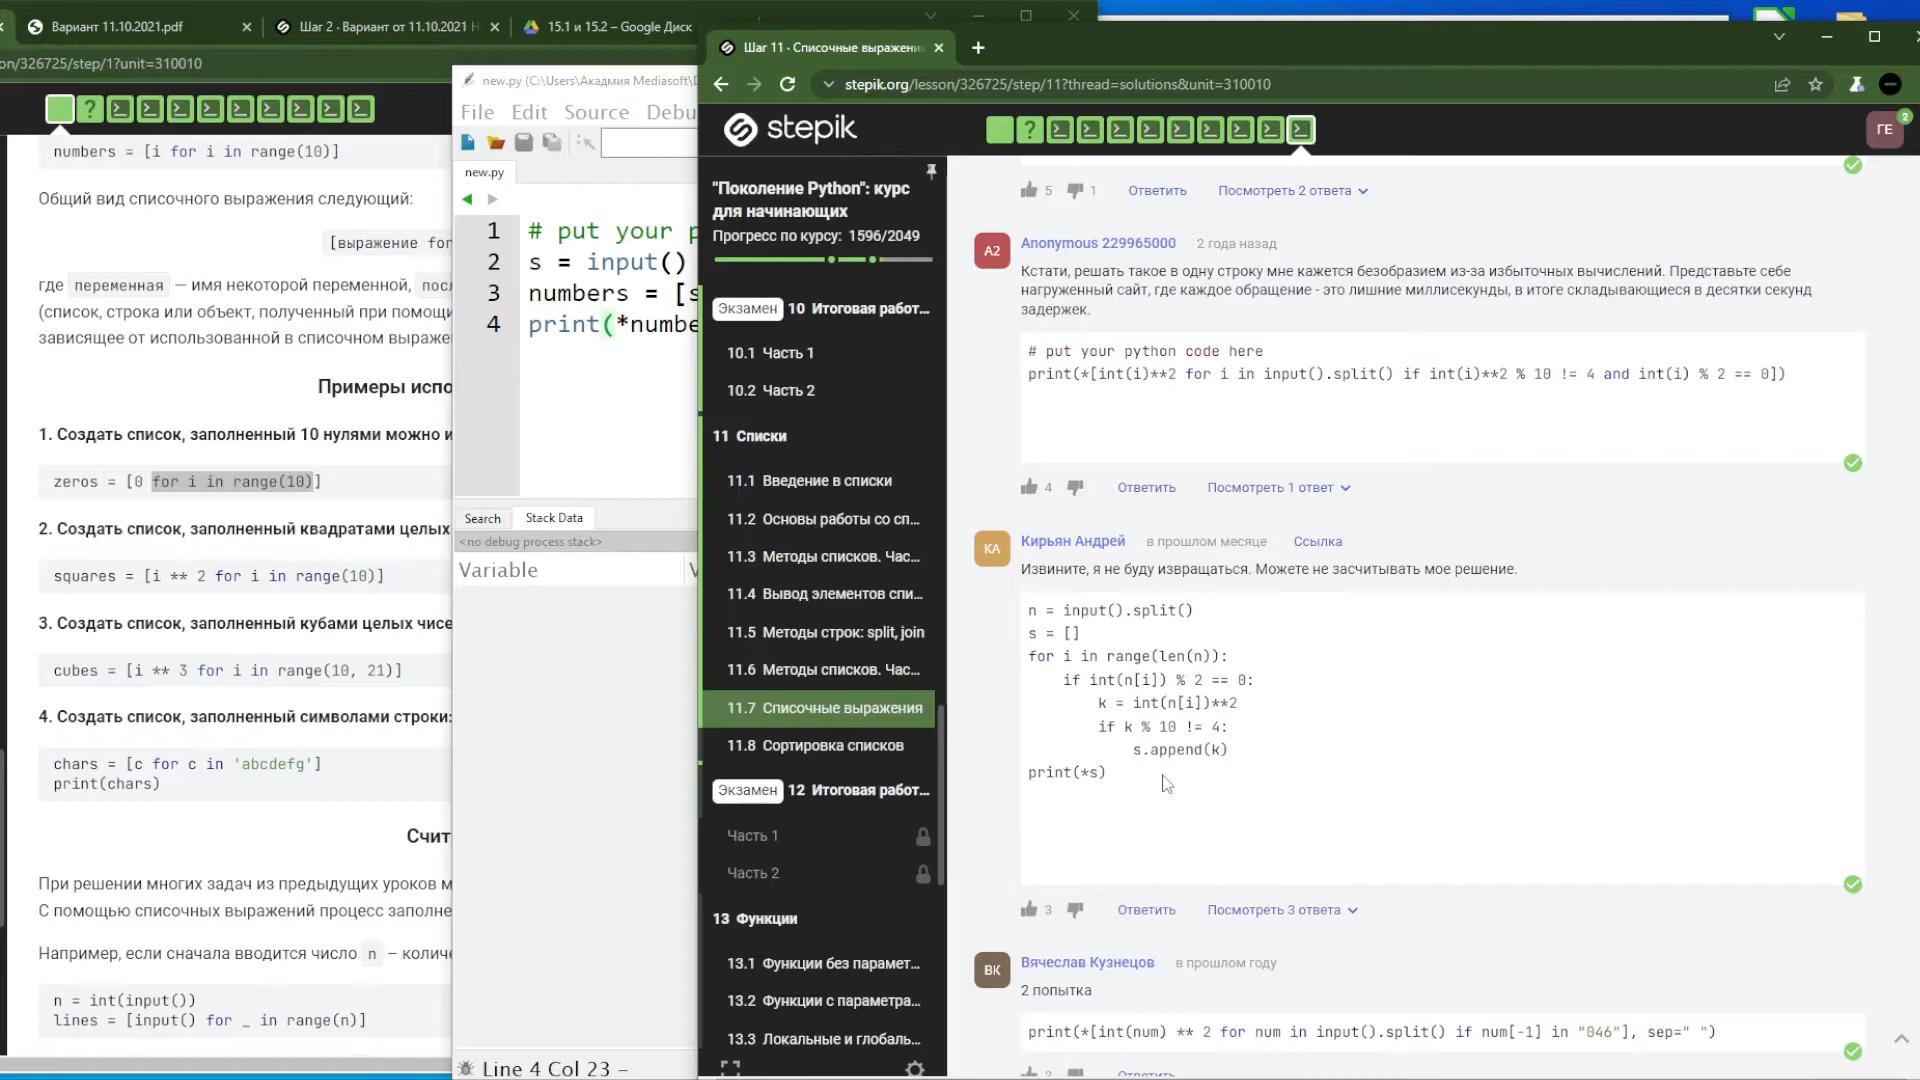 Вариант 11.10.2021.pdf
Шаг 2 - Вариант от 11.10.2021
15.1 и 15.2 – Google Диск
on/326725/step/1?unit=310010
numbers = [i for i in range(10)]
Общий вид списочного выражения следующий:
[выражение for
где переменная — имя некоторой переменной,
(список, строка или объект, полученный при помощи
зависящее от использованной в списочном выраже
Примеры испо
1. Создать список, заполненный 10 нулями можно и
zeros = [0 for i in range(10)]
2. Создать список, заполненный квадратами целых
squares = [i ** 2 for i in range(10)]
3. Создать список, заполненный кубами целых чисе
cubes = [i ** 3 for i in range(10, 21)]
4. Создать список, заполненный символами строки:
chars = [c for c in 'abcdefg']
print(chars)
Счит
При решении многих задач из предыдущих уроков м
С помощью списочных выражений процесс заполне
Например, если сначала вводится число n – количе
n = int(input())
lines = [input() for _ in range(n)]
new.py (C:\Users\Акадмия Mediasoft\D
File Edit Source Debu
new.py
1 # put your p
2 s = input()
3 numbers = [s
4 print(*numbe
Search Stack Data
<no debug process stack>
Variable V
Line 4 Col 23 –
Шаг 11 - Списочные выражени
stepik.org/lesson/326725/step/11?thread=solutions&unit=310010
stepik
ГЕ
2
"Поколение Python": курс
для начинающих
Прогресс по курсу: 1596/2049
Экзамен 10 Итоговая работ...
10.1 Часть 1
10.2 Часть 2
11 Списки
11.1 Введение в списки
11.2 Основы работы со сп...
11.3 Методы списков. Час...
11.4 Вывод элементов спи...
11.5 Методы строк: split, join
11.6 Методы списков. Час...
11.7 Списочные выражения
11.8 Сортировка списков
Экзамен 12 Итоговая работ...
Часть 1
Часть 2
13 Функции
13.1 Функции без парамет...
13.2 Функции с параметра...
13.3 Локальные и глобаль...
5 1 Ответить Посмотреть 2 ответа
A2
Anonymous 229965000 2 года назад
Кстати, решать такое в одну строку мне кажется безобразием из-за избыточных вычислений. Представьте себе
нагруженный сайт, где каждое обращение - это лишние миллисекунды, в итоге складывающиеся в десятки секунд
задержек.
# put your python code here
print(*[int(i)**2 for i in input().split() if int(i)**2 % 10 != 4 and int(i) % 2 == 0])
4 Ответить Посмотреть 1 ответ
КА
Кирьян Андрей в прошлом месяце Ссылка
Извините, я не буду извращаться. Можете не засчитывать мое решение.
n = input().split()
s = []
for i in range(len(n)):
    if int(n[i]) % 2 == 0:
        k = int(n[i])**2
        if k % 10 != 4:
            s.append(k)
print(*s)
3 Ответить Посмотреть 3 ответа
ВК
Вячеслав Кузнецов в прошлом году
2 попытка
print(*[int(num) ** 2 for num in input().split() if num[-1] in "046"], sep=" ")
Ответить